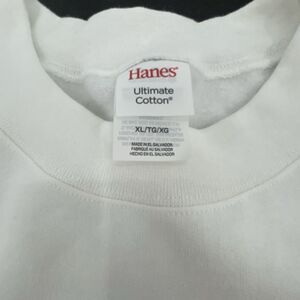 Hanes®
Ultimate
Cotton®
XL/TG/XG
MADE IN EL SALVADOR
FABRIQUÉ AU SALVADOR
HECHO EN EL SALVADOR